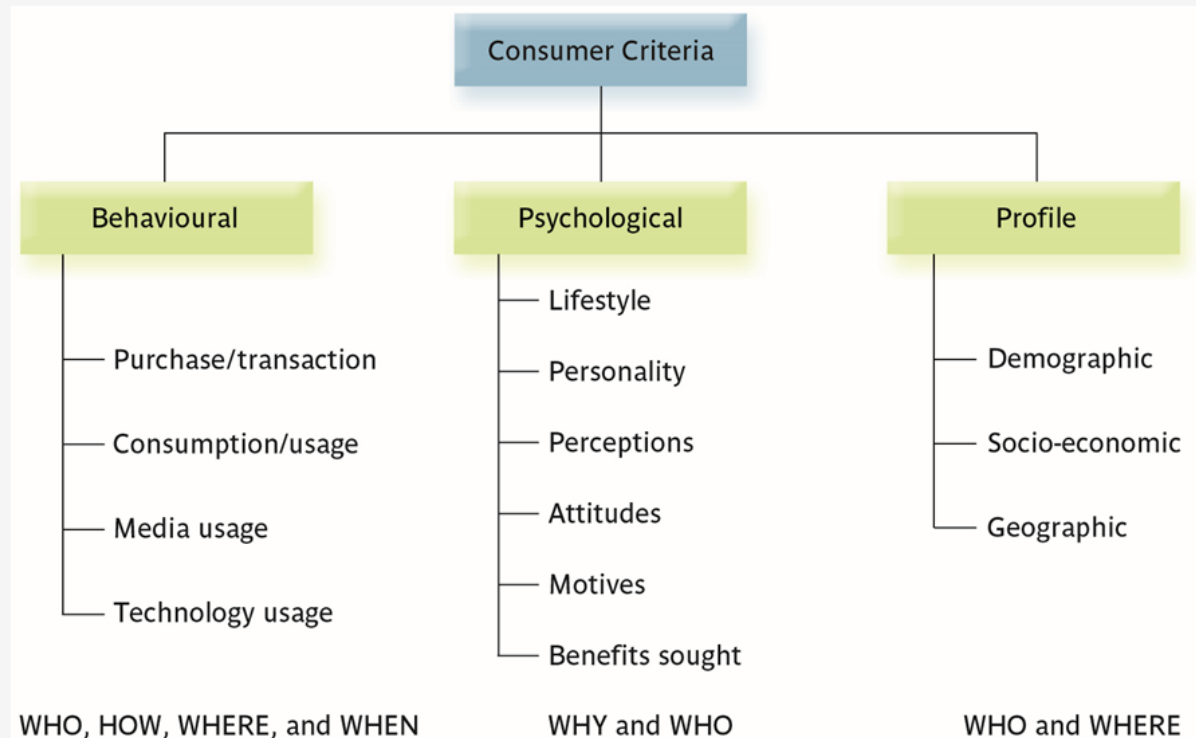 Consumer Criteria
Behavioural
Purchase/transaction
Consumption/usage
Media usage
Technology usage
WHO, HOW, WHERE, and WHEN
Psychological
Lifestyle
Personality
Perceptions
Attitudes
Motives
Benefits sought
WHY and WHO
Profile
Demographic
Socio-economic
Geographic
WHO and WHERE